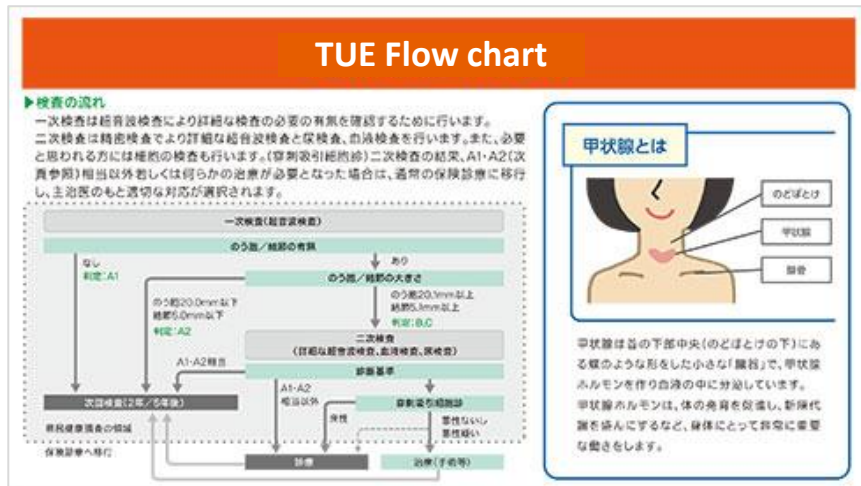 TUE Flow chart
▶検査の流れ
一次検査は超音波検査により詳細な検査の必要の有無を確認するために行います。
二次検査は精密検査でより詳細な超音波検査と尿検査、血液検査を行います。また、必要
と思われる方には細胞の検査も行います。(穿刺吸引細胞診)二次検査の結果、A1・A2(次
頁参照)相当以外若しくは何らかの治療が必要となった場合は、通常の保険診療に移行
し、主治医のもと適切な対応が選択されます。
一次検査(超音波検査)
のう胞/結節の有無
なし
判定:A1
あり
のう胞/結節の大きさ
のう胞20.0mm以下
結節5.0mm以下
判定:A2
のう胞20.1mm以上
結節5.1mm以上
判定:B,C
二次検査
(詳細な超音波検査、血液検査、尿検査)
診断基準
A1・A2相当
A1・A2
相当以外
次回検査(2年/5年後)
穿刺吸引細胞診
良性
悪性ないし
悪性疑い
県民健康調査の領域
保険診療へ移行
診療
治療(手術等)
甲状腺とは
のどぼとけ
甲状腺
鎖骨
甲状腺は首の下部中央(のどぼとけの下)にあ
る蝶のような形をした小さな「臓器」で、甲状腺
ホルモンを作り血液の中に分泌しています。
甲状腺ホルモンは、体の発育を促進し、新陳代
謝を盛んにするなど、身体にとって非常に重要
な働きをします。